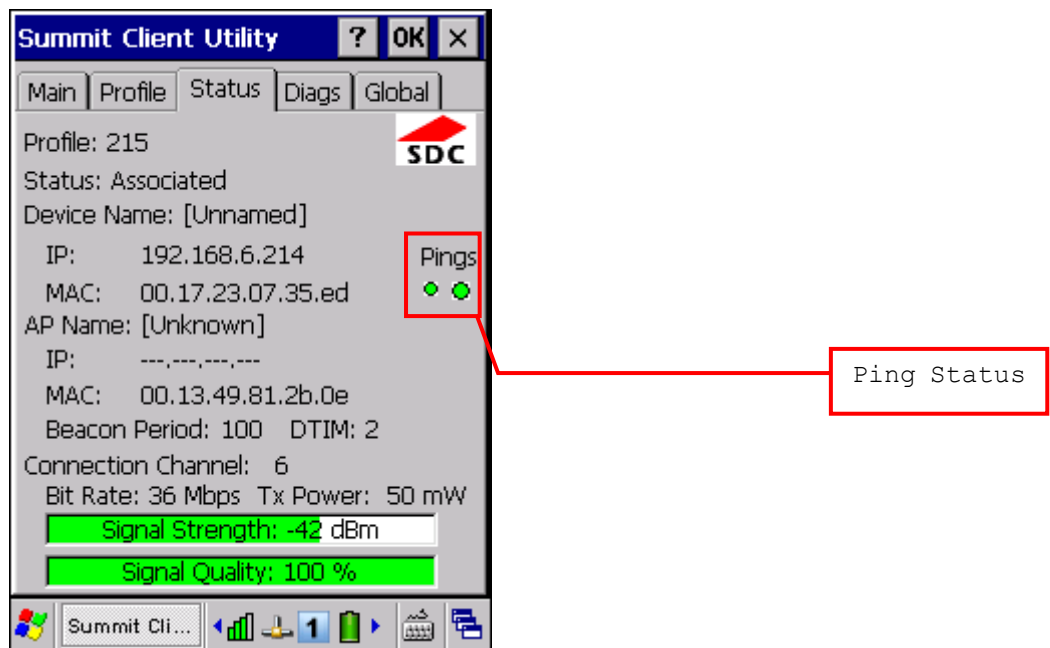 Summit Client Utility ? OK ×
Main Profile Status Diags Global
Profile: 215
SDC
Status: Associated
Device Name: [Unnamed]
IP: 192.168.6.214
Pings
MAC: 00.17.23.07.35.ed
AP Name: [Unknown]
IP: ---.---.---.---
MAC: 00.13.49.81.2b.0e
Beacon Period: 100 DTIM: 2
Connection Channel: 6
Bit Rate: 36 Mbps Tx Power: 50 mW
Signal Strength: -42 dBm
Signal Quality: 100 %
Summit Cli... 1
Ping Status